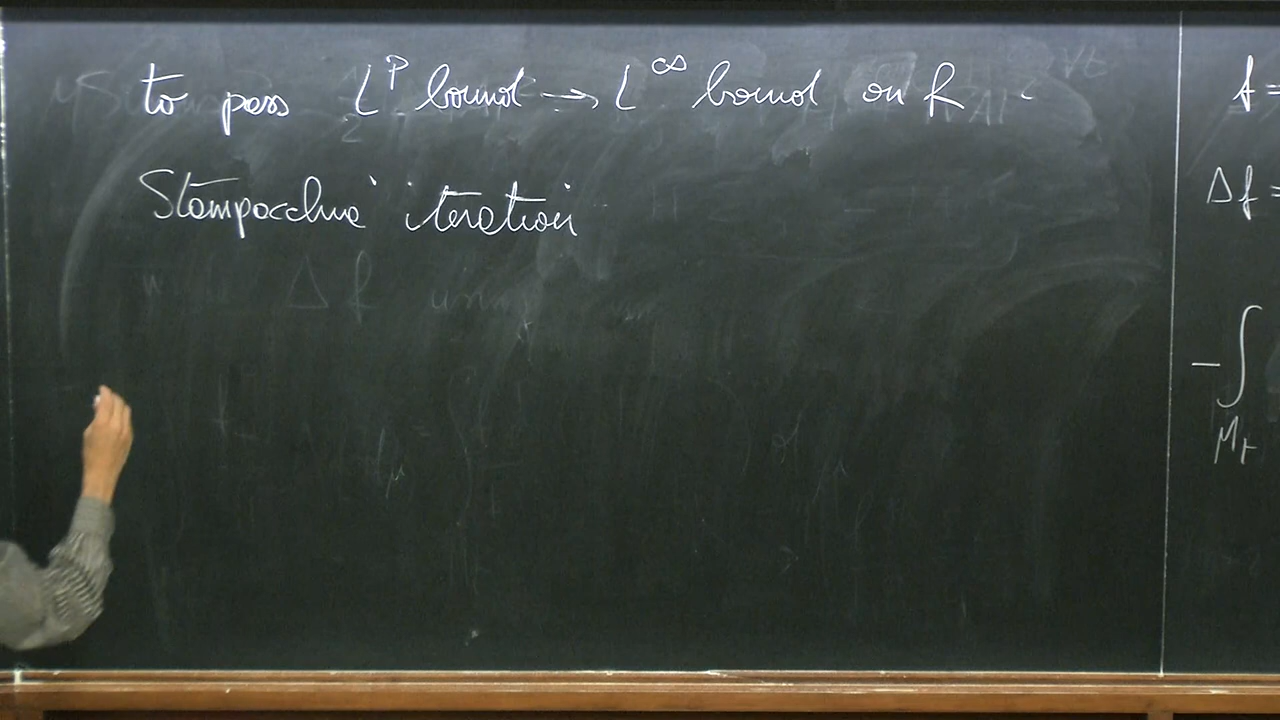 to pass L^p bound → L^∞ bound on f
Stampacchia iteration
f =
Δf =
- ∫
M_t